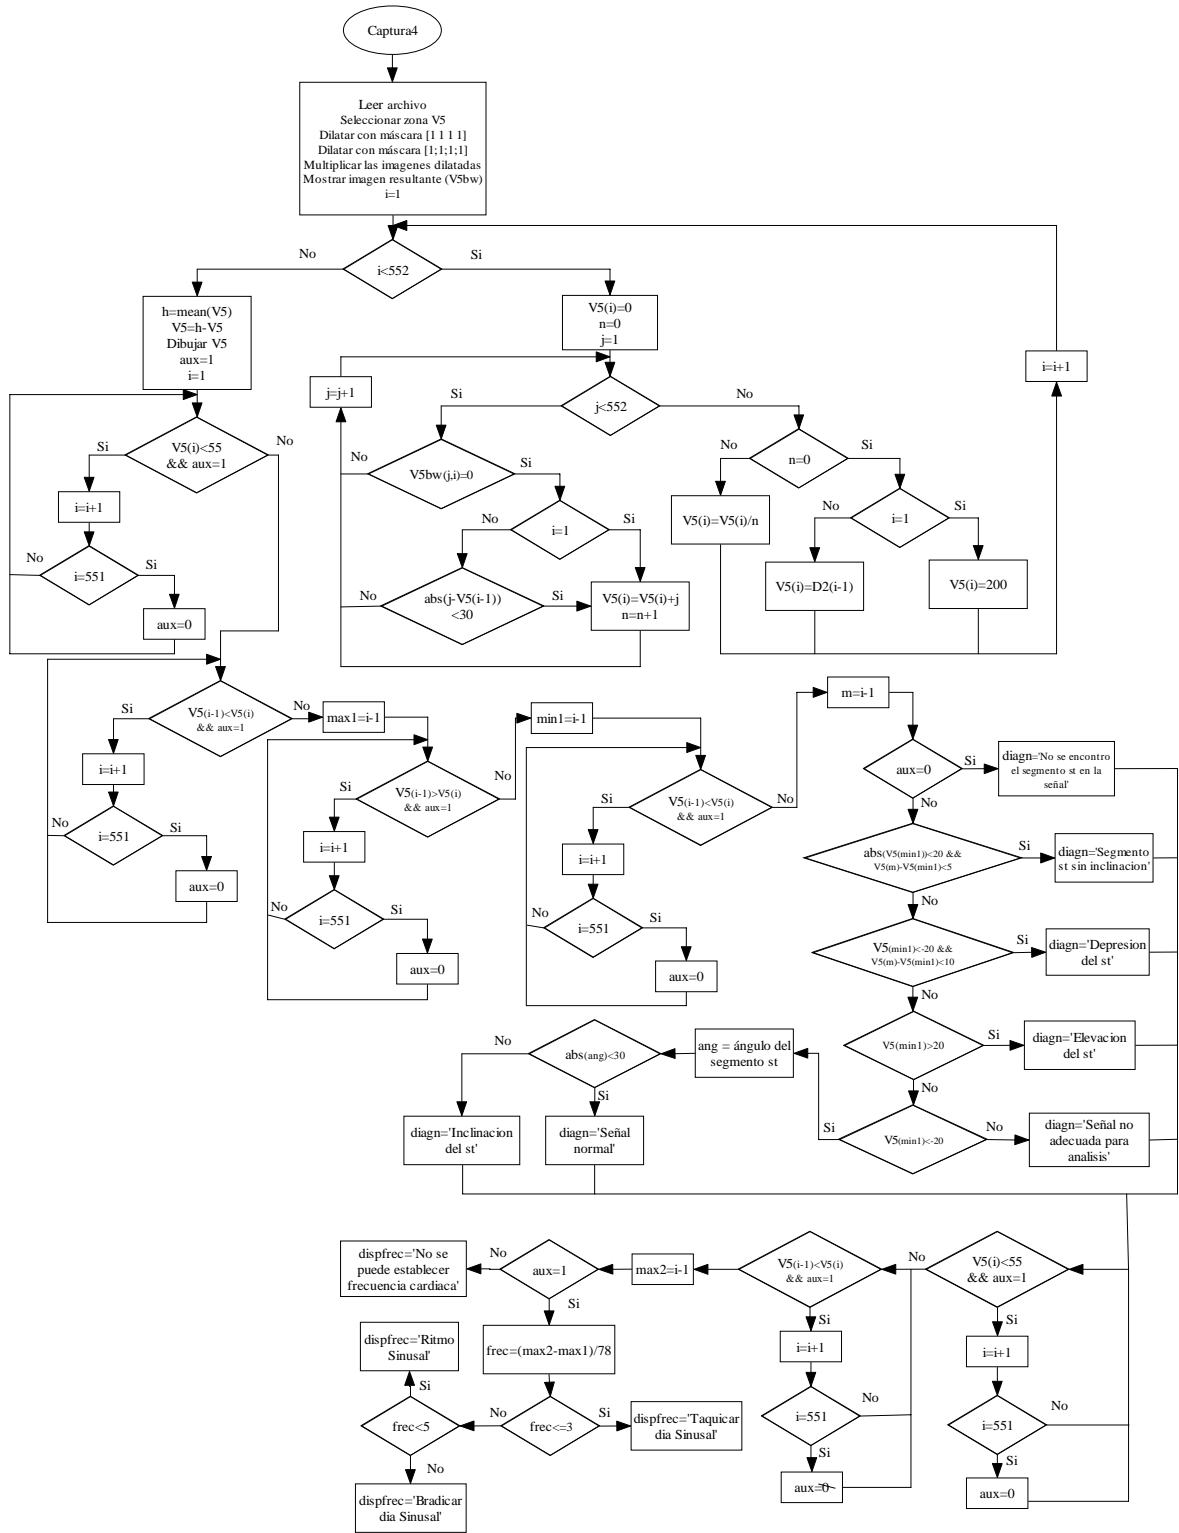 Captura4
Leer archivo
Seleccionar zona V5
Dilatar con máscara [1 1 1 1]
Dilatar con máscara [1;1;1;1]
Multiplicar las imagenes dilatadas
Mostrar imagen resultante (V5bw)
i=1
No
i<552
Si
h=mean(V5)
V5=h-V5
Dibujar V5
aux=1
i=1
V5(i)=0
n=0
j=1
i=i+1
j=j+1
Si
j<552
No
Si
V5(i)<55
&& aux=1
No
No
V5bw(j,i)=0
Si
No
n=0
Si
i=i+1
V5(i)=V5(i)/n
No
i=1
Si
No
i=1
Si
No
i=551
Si
No
abs(j-V5(i-1))
<30
Si
V5(i)=V5(i)+j
n=n+1
V5(i)=D2(i-1)
V5(i)=200
aux=0
Si
V5(i-1)<V5(i)
&& aux=1
No
max1=i-1
min1=i-1
m=i-1
i=i+1
Si
V5(i-1)>V5(i)
&& aux=1
No
Si
V5(i-1)<V5(i)
&& aux=1
No
aux=0
Si
diagn='No se encontro
el segmento st en la
señal'
No
No
i=551
Si
i=i+1
i=i+1
abs(V5(min1))<20 &&
V5(m)-V5(min1)<5
Si
diagn='Segmento
st sin inclinacion'
aux=0
No
No
i=551
Si
No
i=551
Si
V5(min1)<-20 &&
V5(m)-V5(min1)<10
Si
diagn='Depresion
del st'
aux=0
aux=0
No
No
abs(ang)<30
Si
ang = ángulo del
segmento st
V5(min1)>20
Si
diagn='Elevacion
del st'
No
diagn='Inclinacion
del st'
diagn='Señal
normal'
Si
V5(min1)<-20
No
diagn='Señal no
adecuada para
analisis'
dispfrec='No se
puede establecer
frecuencia cardiaca'
No
aux=1
Si
max2=i-1
V5(i-1)<V5(i)
&& aux=1
No
V5(i)<55
&& aux=1
Si
Si
dispfrec='Ritmo
Sinusal'
frec=(max2-max1)/78
i=i+1
i=i+1
Si
frec<5
No
frec<=3
Si
dispfrec='Taquicar
dia Sinusal'
i=551
No
i=551
No
No
Si
Si
dispfrec='Bradicar
dia Sinusal'
aux=0
aux=0